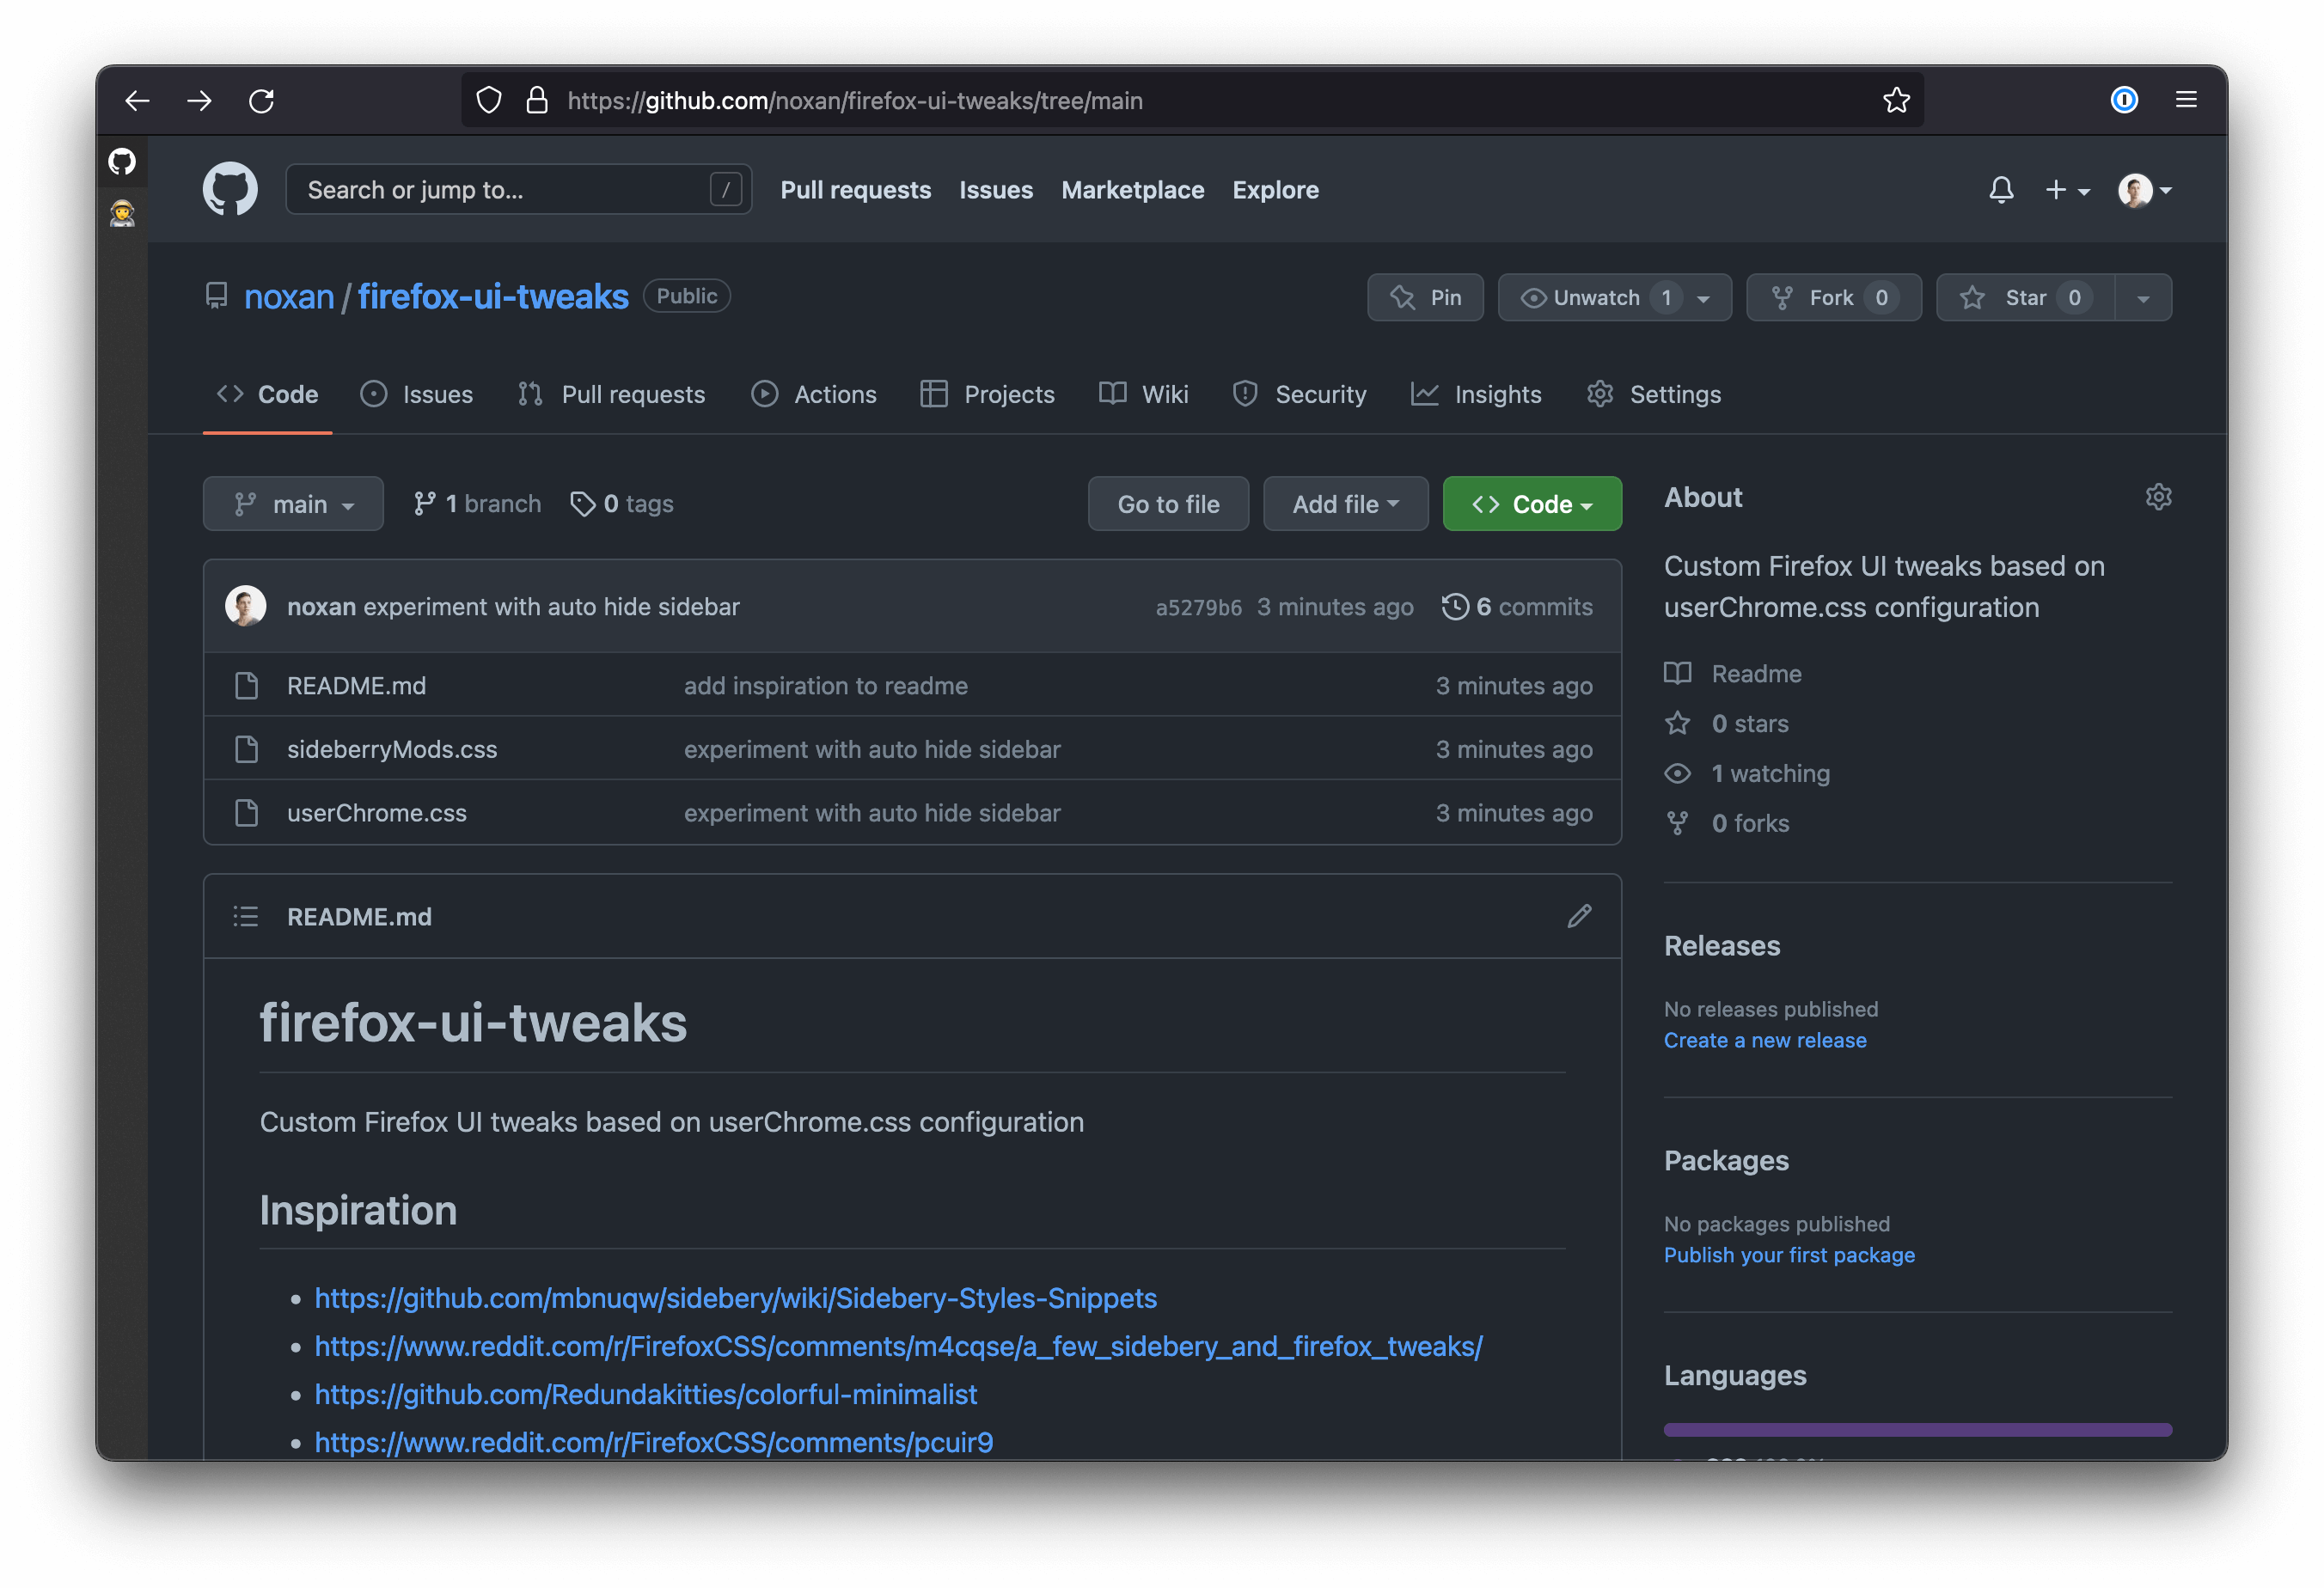 https://github.com/noxan/firefox-ui-tweaks/tree/main
Search or jump to... / Pull requests Issues Marketplace Explore
noxan / firefox-ui-tweaks Public Pin Unwatch 1 Fork 0 Star 0
Code Issues Pull requests Actions Projects Wiki Security Insights Settings
main 1 branch 0 tags Go to file Add file Code
noxan experiment with auto hide sidebar a5279b6 3 minutes ago 6 commits
README.md add inspiration to readme 3 minutes ago
sideberryMods.css experiment with auto hide sidebar 3 minutes ago
userChrome.css experiment with auto hide sidebar 3 minutes ago
README.md
firefox-ui-tweaks
Custom Firefox UI tweaks based on userChrome.css configuration
Inspiration
https://github.com/mbnuqw/sidebery/wiki/Sidebery-Styles-Snippets
https://www.reddit.com/r/FirefoxCSS/comments/m4cqse/a_few_sidebery_and_firefox_tweaks/
https://github.com/Redundakitties/colorful-minimalist
https://www.reddit.com/r/FirefoxCSS/comments/pcuir9
About
Custom Firefox UI tweaks based on
userChrome.css configuration
Readme
0 stars
1 watching
0 forks
Releases
No releases published
Create a new release
Packages
No packages published
Publish your first package
Languages